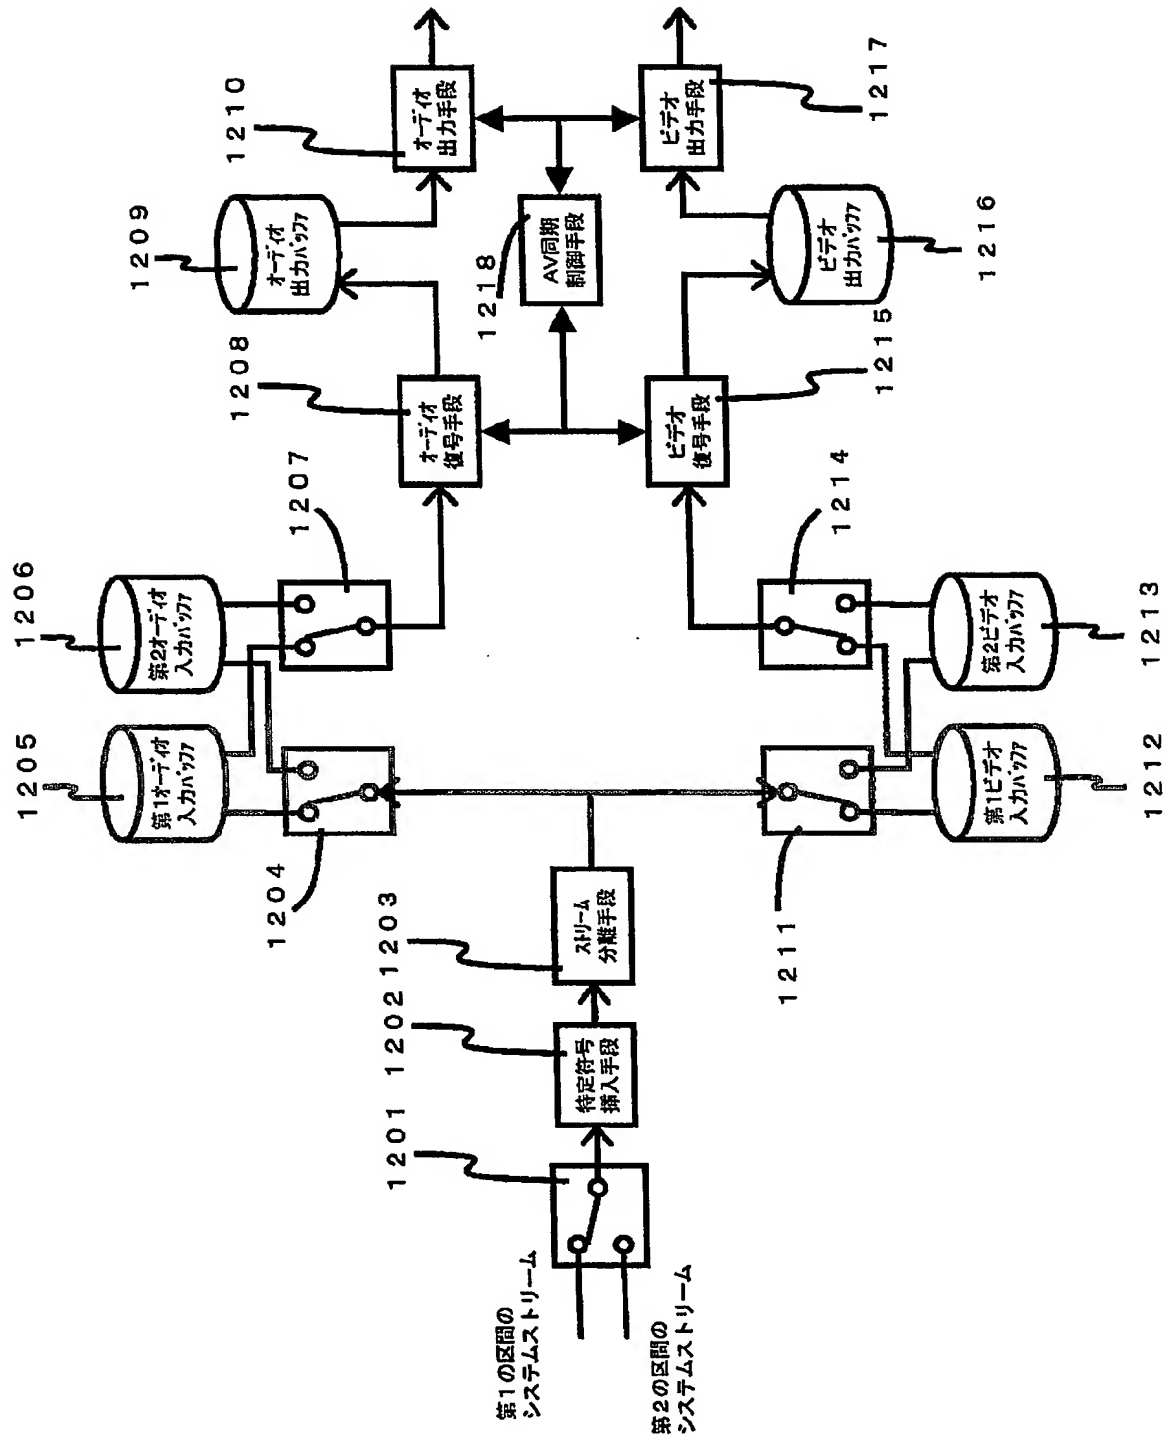 第1の区間の
システムストリーム
第2の区間の
システムストリーム
1201
1202
特定符号
挿入手段
1203
ストリーム
分離手段
1204
1205
第1オーディオ
入力バッファ
1206
第2オーディオ
入力バッファ
1207
1208
オーディオ
復号手段
1209
オーディオ
出力バッファ
1210
オーディオ
出力手段
1211
1212
第1ビデオ
入力バッファ
1213
第2ビデオ
入力バッファ
1214
1215
ビデオ
復号手段
1216
ビデオ
出力バッファ
1217
ビデオ
出力手段
1218
AV同期
制御手段